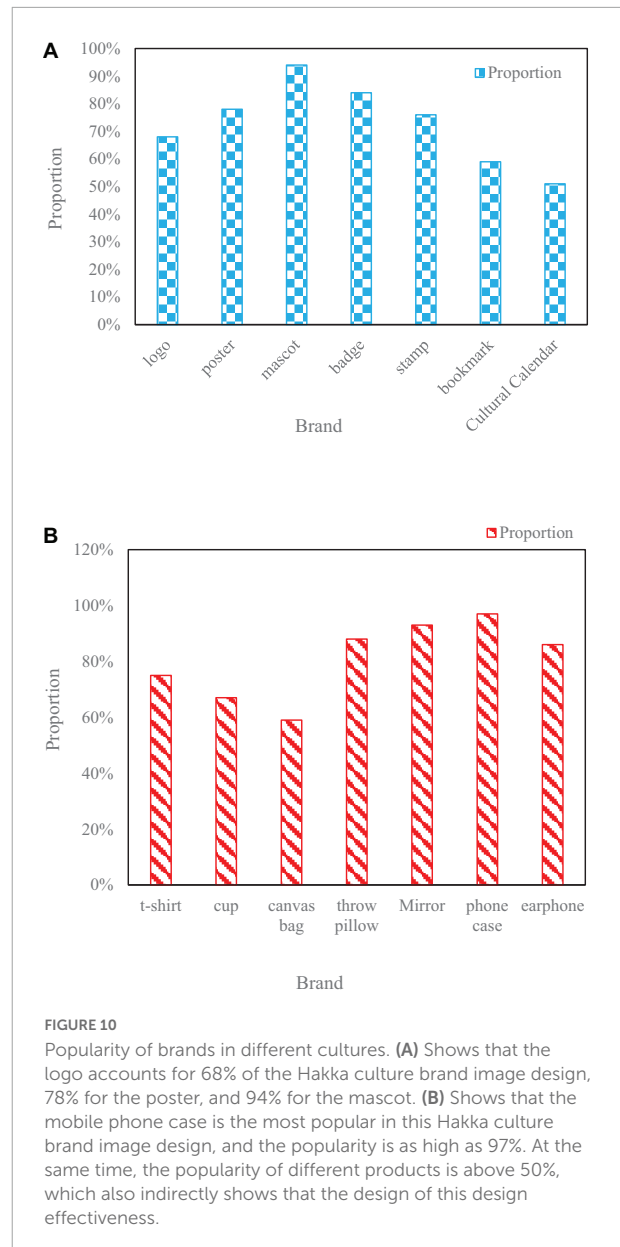 A
100%
90%
80%
70%
60%
50%
40%
30%
20%
10%
0%
Proportion
Proportion
logo
poster
mascot
badge
stamp
bookmark
Cultural Calendar
Brand
B
Proportion
120%
100%
80%
60%
40%
20%
0%
Proportion
t-shirt cup canvas bag throw pillow Mirror phone case earphone
Brand
FIGURE 10
Popularity of brands in different cultures. (A) Shows that the
logo accounts for 68% of the Hakka culture brand image design,
78% for the poster, and 94% for the mascot. (B) Shows that the
mobile phone case is the most popular in this Hakka culture
brand image design, and the popularity is as high as 97%. At the
same time, the popularity of different products is above 50%,
which also indirectly shows that the design of this design
effectiveness.